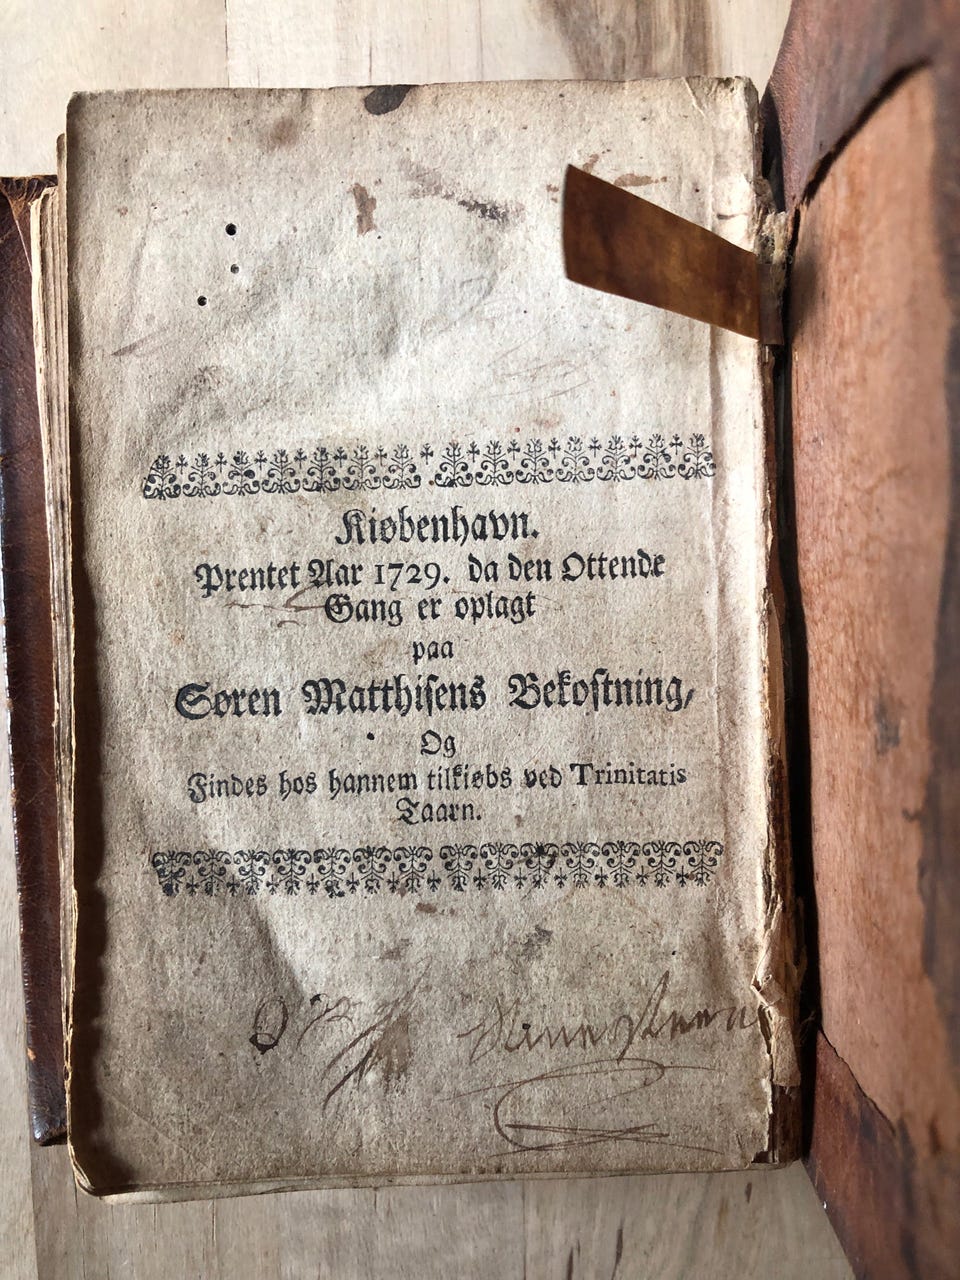 Kiøbenhavn.
Prentet Aar 1729. da den Ottende
Gang er oplagt
paa
Søren Matthisens Bekostning,
Og
Findes hos hannem tilkiøbs ved Trinitatis
Taarn.